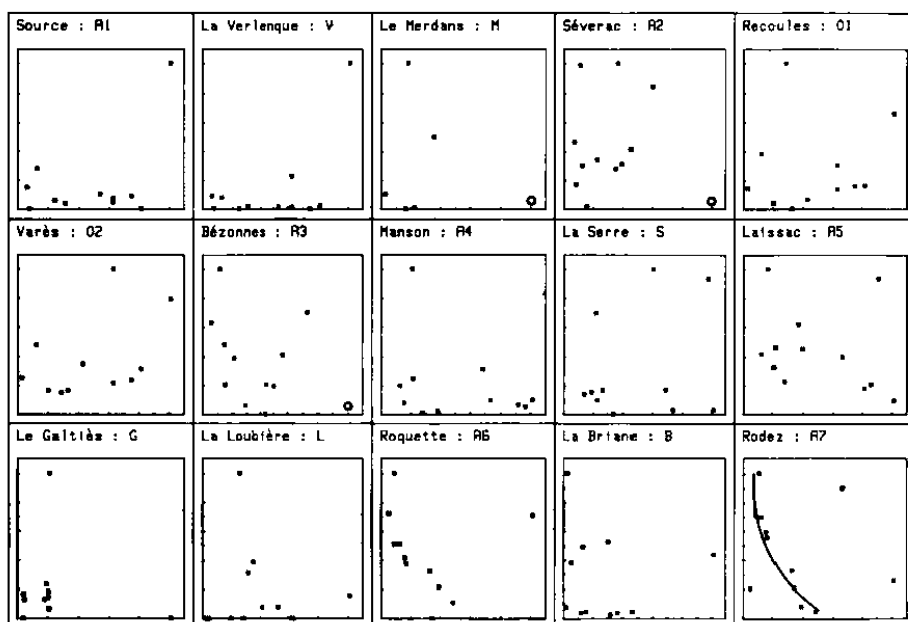 Source : A1
La Verlenque : V
Le Merdans : M
Séverac : A2
Recoules : O1
Varès : O2
Bézonnes : A3
Manson : A4
La Serre : S
Laissac : A5
Le Galtiès : G
La Loubière : L
Roquette : A6
La Briane : B
Rodez : A7